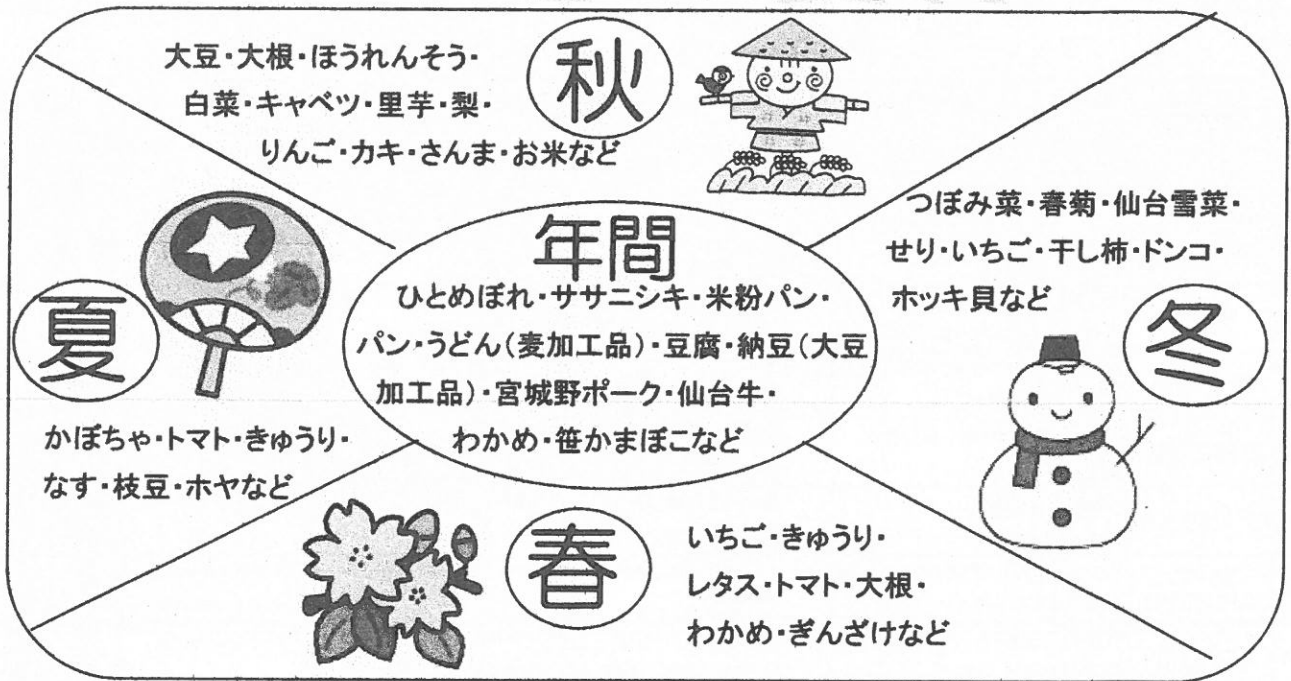 秋
大豆・大根・ほうれんそう・
白菜・キャベツ・里芋・梨・
りんご・カキ・さんま・お米など
つぼみ菜・春菊・仙台雪菜・
せり・いちご・干し柿・ドンコ・
ホッキ貝など
冬
年間
ひとめぼれ・ササニシキ・米粉パン・
パン・うどん(麦加工品)・豆腐・納豆(大豆
加工品)・宮城野ポーク・仙台牛・
わかめ・笹かまぼこなど
夏
かぼちゃ・トマト・きゅうり・
なす・枝豆・ホヤなど
春
いちご・きゅうり・
レタス・トマト・大根・
わかめ・ぎんざけなど